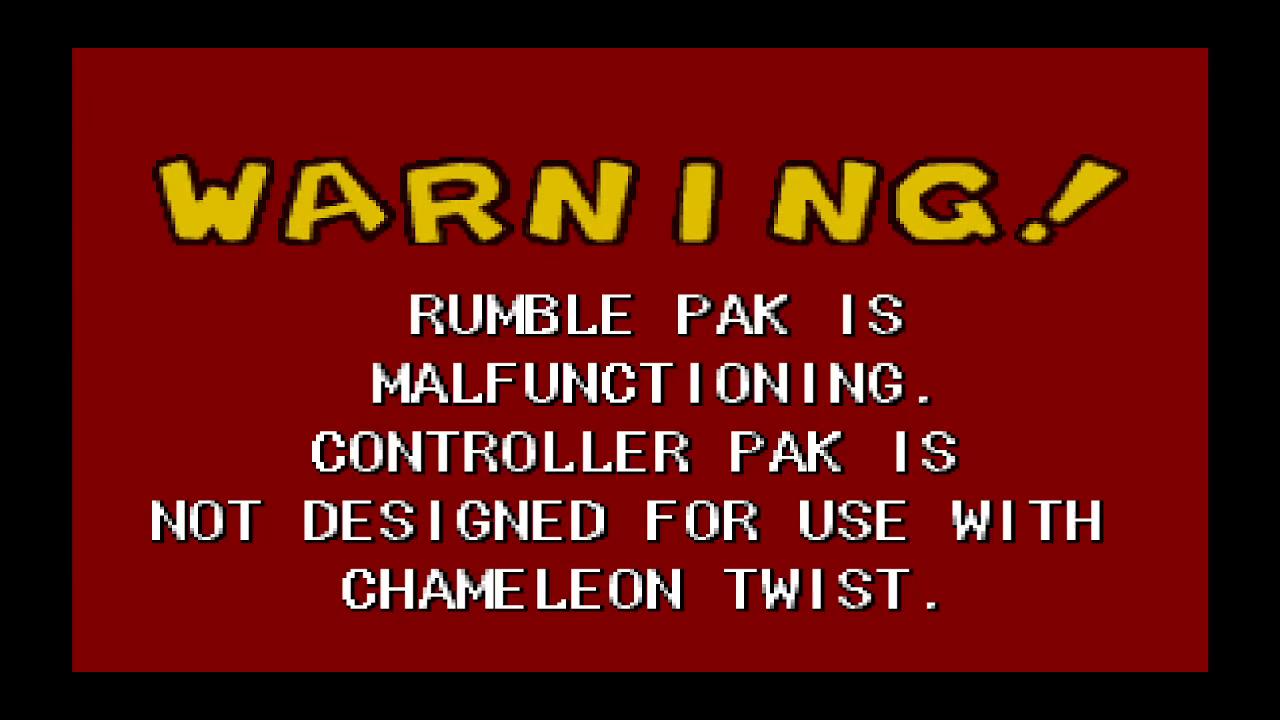 WARNING!
RUMBLE PAK IS
MALFUNCTIONING.
CONTROLLER PAK IS
NOT DESIGNED FOR USE WITH
CHAMELEON TWIST.